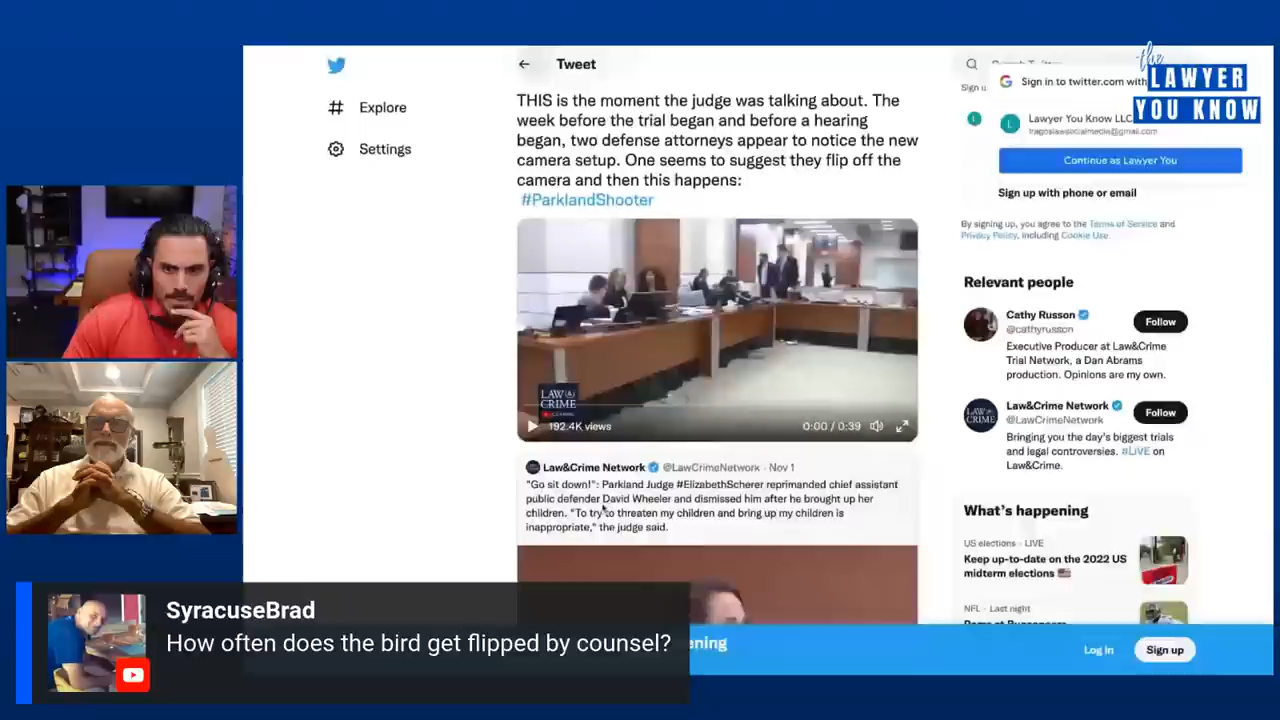 Tweet
the
LAWYER
YOU KNOW
Explore
Settings
THIS is the moment the judge was talking about. The
week before the trial began and before a hearing
began, two defense attorneys appear to notice the new
camera setup. One seems to suggest they flip off the
camera and then this happens:
#ParklandShooter
LAW &
CRIME
192.4K views
0:00 / 0:39
Law&Crime Network @LawCrimeNetwork · Nov 1
"Go sit down!": Parkland Judge #ElizabethScherer reprimanded chief assistant
public defender David Wheeler and dismissed him after he brought up her
children. "To try to threaten my children and bring up my children is
inappropriate," the judge said.
Sign u
G Sign in to twitter.com with
L
L
Lawyer You Know LLC
Continue as Lawyer You
Sign up with phone or email
By signing up, you agree to the Terms of Service and
Privacy Policy, including Cookie Use.
Relevant people
Cathy Russon
@cathyrusson
Follow
Executive Producer at Law&Crime
Trial Network, a Dan Abrams
production. Opinions are my own.
LAW &
CRIME
Law&Crime Network
@LawCrimeNetwork
Follow
Bringing you the day's biggest trials
and legal controversies. #LIVE on
Law&Crime.
What's happening
US elections · LIVE
Keep up-to-date on the 2022 US
midterm elections
NFL · Last night
ening
Log in
Sign up
SyracuseBrad
How often does the bird get flipped by counsel?